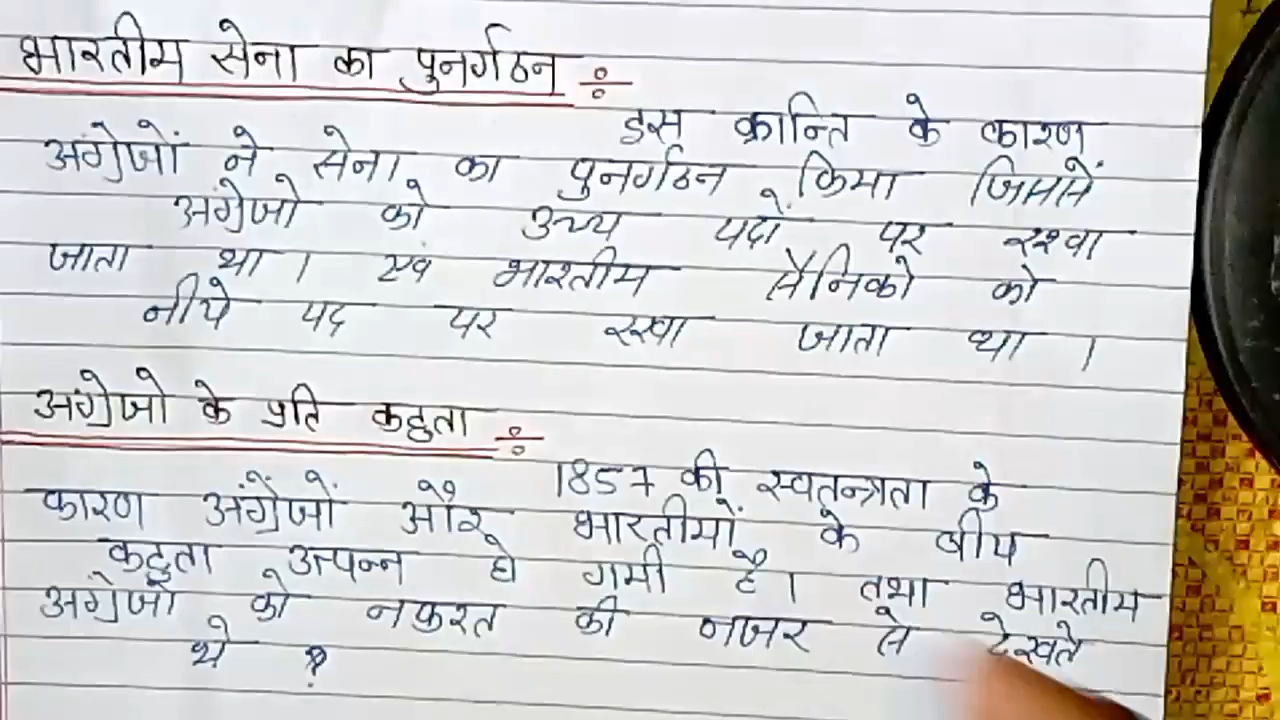 भारतीय सेना का पुनर्गठन ÷
इस क्रान्ति के कारण
अंग्रेजों ने सेना का पुनर्गठन किया जिसमें
अंग्रेजो को उच्च पदों पर रखा
जाता था । एवं भारतीय सैनिको को
नीचे पद पर रखा जाता था ।
अंग्रेजो के प्रति कटुता ÷
1857 की स्वतन्त्रता के
कारण अंग्रेंजों और भारतीयों के बीच
कटुता उत्पन्न हो गयी है। तथा भारतीय
अंग्रेजो को नफरत की नजर से देखते
थे